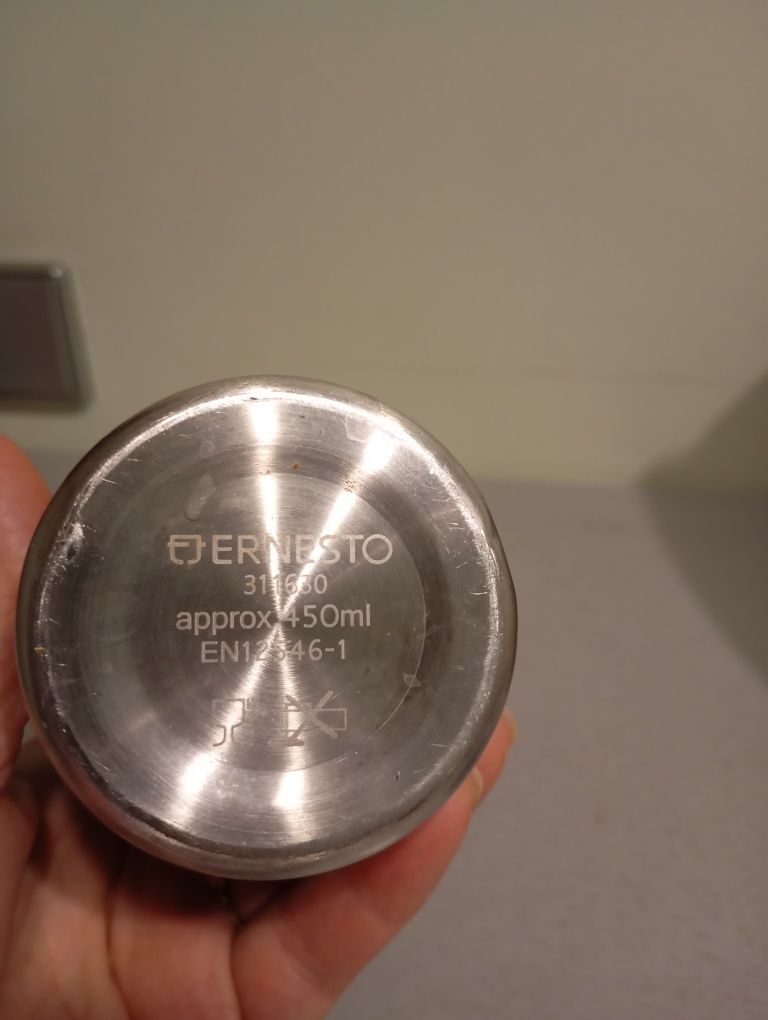 ERNESTO
311630
approx 450ml
EN12546-1